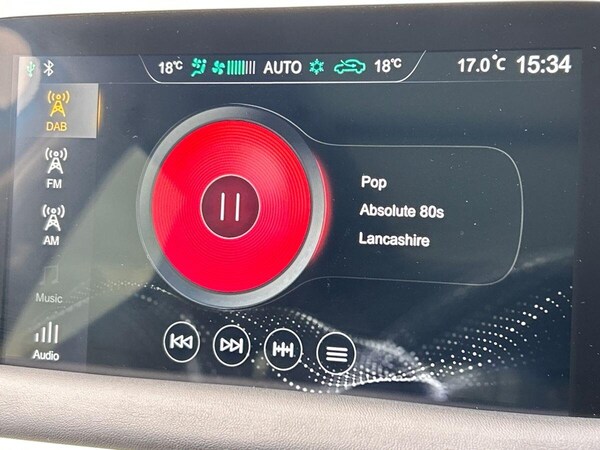 18°C AUTO 18°C 17.0°C 15:34
DAB
FM
AM
Music
Audio
Pop
Absolute 80s
Lancashire